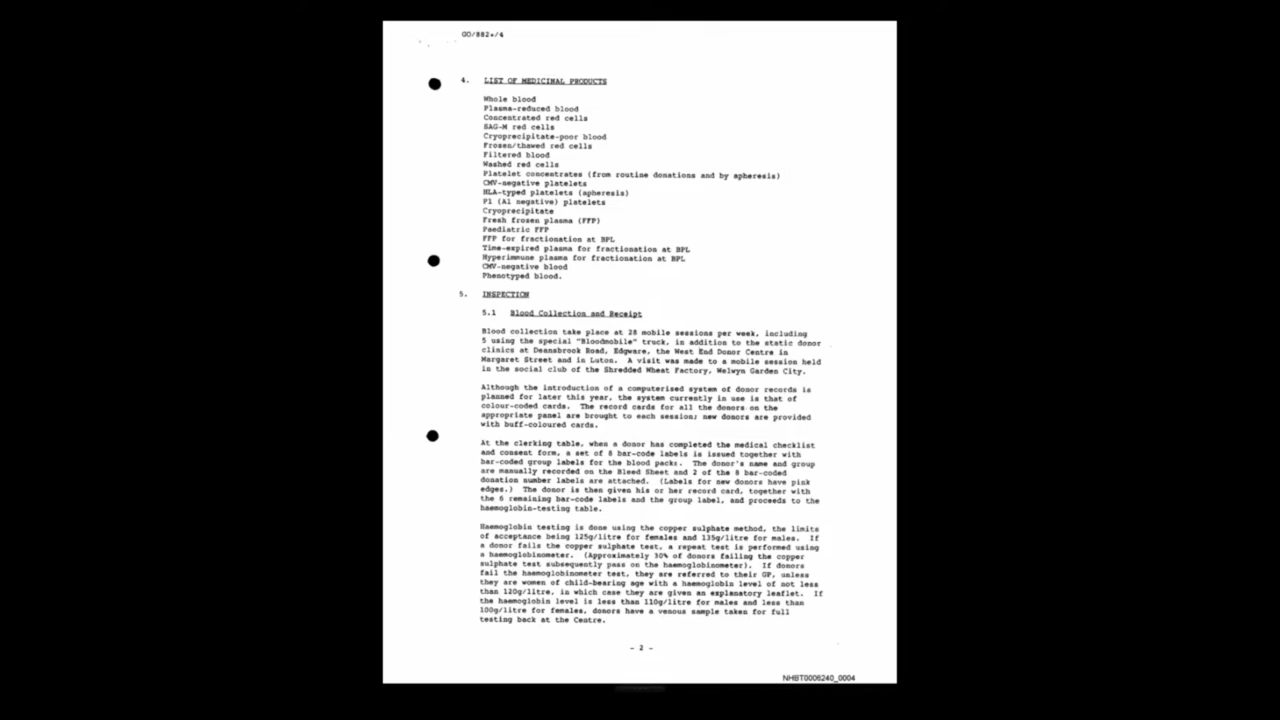 GO/882*/4
4. LIST OF MEDICINAL PRODUCTS
Whole blood
Plasma-reduced blood
Concentrated red cells
SAG-M red cells
Cryoprecipitate-poor blood
Frozen/thawed red cells
Filtered blood
Washed red cells
Platelet concentrates (from routine donations and by apheresis)
CMV-negative platelets
HLA-typed platelets (apheresis)
P1 (A1 negative) platelets
Cryoprecipitate
Fresh frozen plasma (FFP)
Paediatric FFP
FFP for fractionation at BPL
Time-expired plasma for fractionation at BPL
Hyperimmune plasma for fractionation at BPL
CMV-negative blood
Phenotyped blood.
5. INSPECTION
5.1 Blood Collection and Receipt
Blood collection take place at 28 mobile sessions per week, including
5 using the special "Bloodmobile" truck, in addition to the static donor
clinics at Deansbrook Road, Edgware, the West End Donor Centre in
Margaret Street and in Luton. A visit was made to a mobile session held
in the social club of the Shredded Wheat Factory, Welwyn Garden City.
Although the introduction of a computerised system of donor records is
planned for later this year, the system currently in use is that of
colour-coded cards. The record cards for all the donors on the
appropriate panel are brought to each session; new donors are provided
with buff-coloured cards.
At the clerking table, when a donor has completed the medical checklist
and consent form, a set of 8 bar-code labels is issued together with
bar-coded group labels for the blood packs. The donor's name and group
are manually recorded on the Bleed Sheet and 2 of the 8 bar-coded
donation number labels are attached. (Labels for new donors have pink
edges.) The donor is then given his or her record card, together with
the 6 remaining bar-code labels and the group label, and proceeds to the
haemoglobin-testing table.
Haemoglobin testing is done using the copper sulphate method, the limits
of acceptance being 125g/litre for females and 135g/litre for males. If
a donor fails the copper sulphate test, a repeat test is performed using
a haemoglobinometer. (Approximately 30% of donors failing the copper
sulphate test subsequently pass on the haemoglobinometer). If donors
fail the haemoglobinometer test, they are referred to their GP, unless
they are women of child-bearing age with a haemoglobin level of not less
than 120g/litre, in which case they are given an explanatory leaflet. If
the haemoglobin level is less than 110g/litre for males and less than
100g/litre for females, donors have a venous sample taken for full
testing back at the Centre.
- 2 -
NHBT0006240_0004